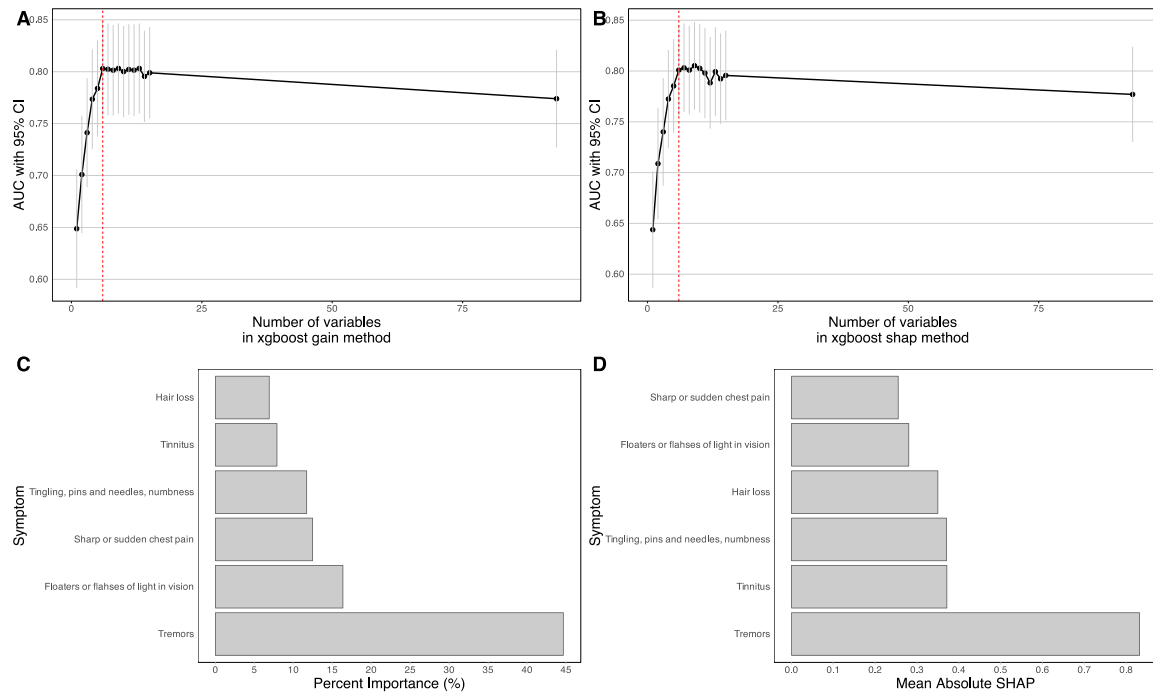 A
AUC with 95% CI
0.85
0.80
0.75
0.70
0.65
0.60
0
25
50
75
Number of variables
in xgboost gain method
B
AUC with 95% CI
0.85
0.80
0.75
0.70
0.65
0.60
0
25
50
75
Number of variables
in xgboost shap method
C
Symptom
Hair loss
Tinnitus
Tingling, pins and needles, numbness
Sharp or sudden chest pain
Floaters or flahses of light in vision
Tremors
0
5
10
15
20
25
30
35
40
45
Percent Importance (%)
D
Symptom
Sharp or sudden chest pain
Floaters or flahses of light in vision
Hair loss
Tingling, pins and needles, numbness
Tinnitus
Tremors
0.0
0.1
0.2
0.3
0.4
0.5
0.6
0.7
0.8
Mean Absolute SHAP